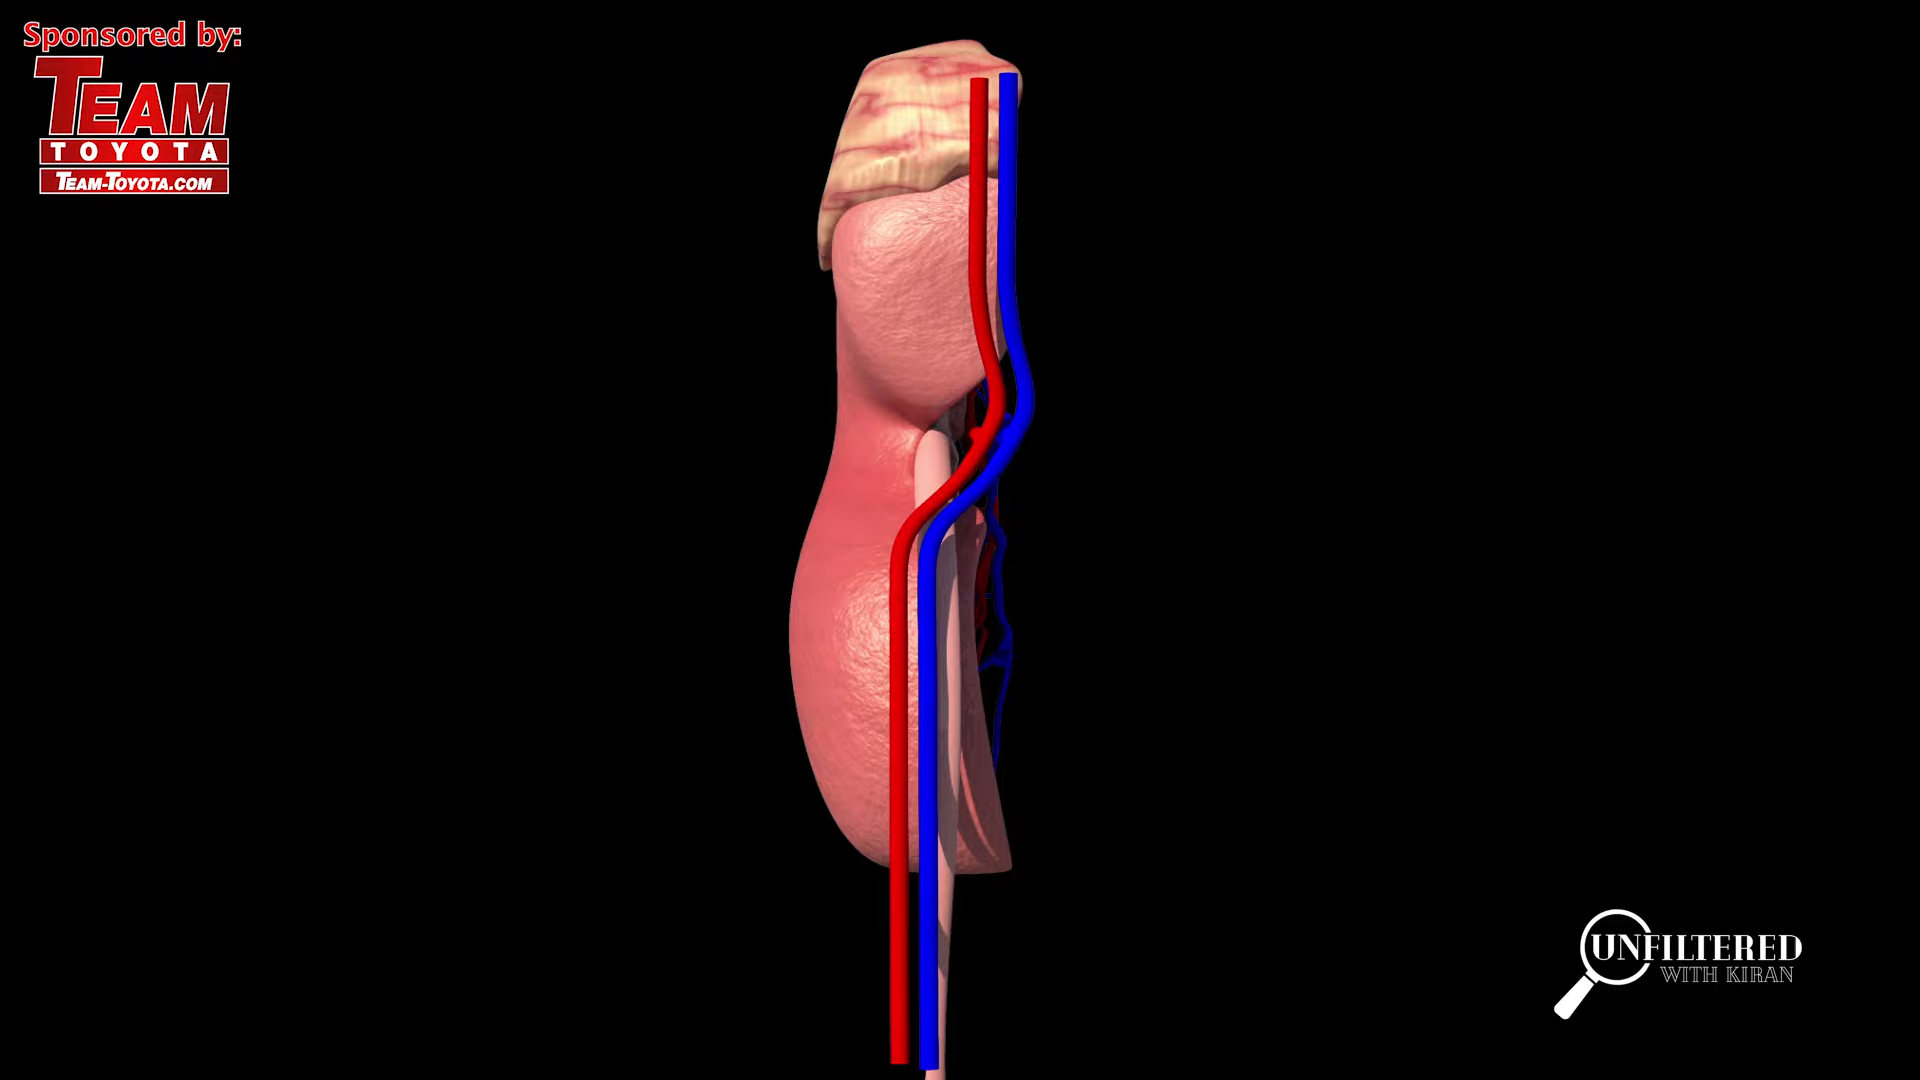 Sponsored by:
TEAM
TOYOTA
TEAM-TOYOTA.COM
UNFILTERED
WITH KIRAN